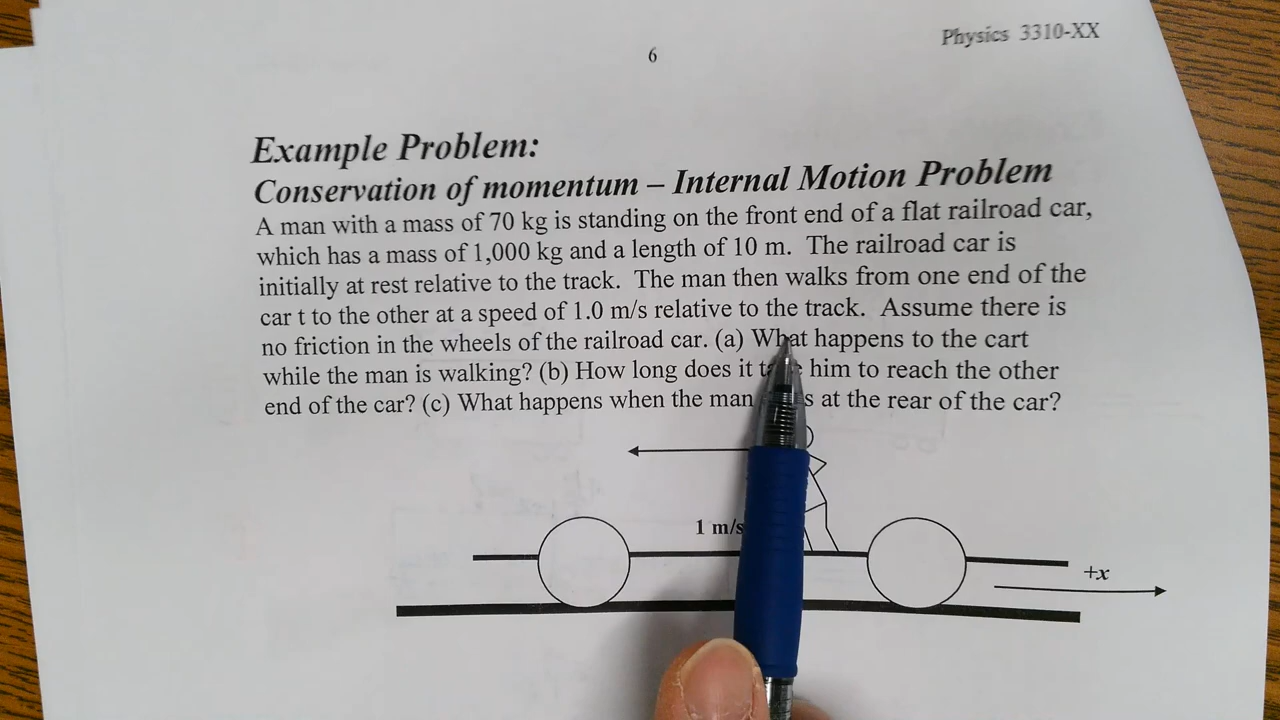 Physics 3310-XX
6
Example Problem:
Conservation of momentum – Internal Motion Problem
A man with a mass of 70 kg is standing on the front end of a flat railroad car,
which has a mass of 1,000 kg and a length of 10 m. The railroad car is
initially at rest relative to the track. The man then walks from one end of the
car t to the other at a speed of 1.0 m/s relative to the track. Assume there is
no friction in the wheels of the railroad car. (a) What happens to the cart
while the man is walking? (b) How long does it take him to reach the other
end of the car? (c) What happens when the man at the rear of the car?
1 m/s
+x